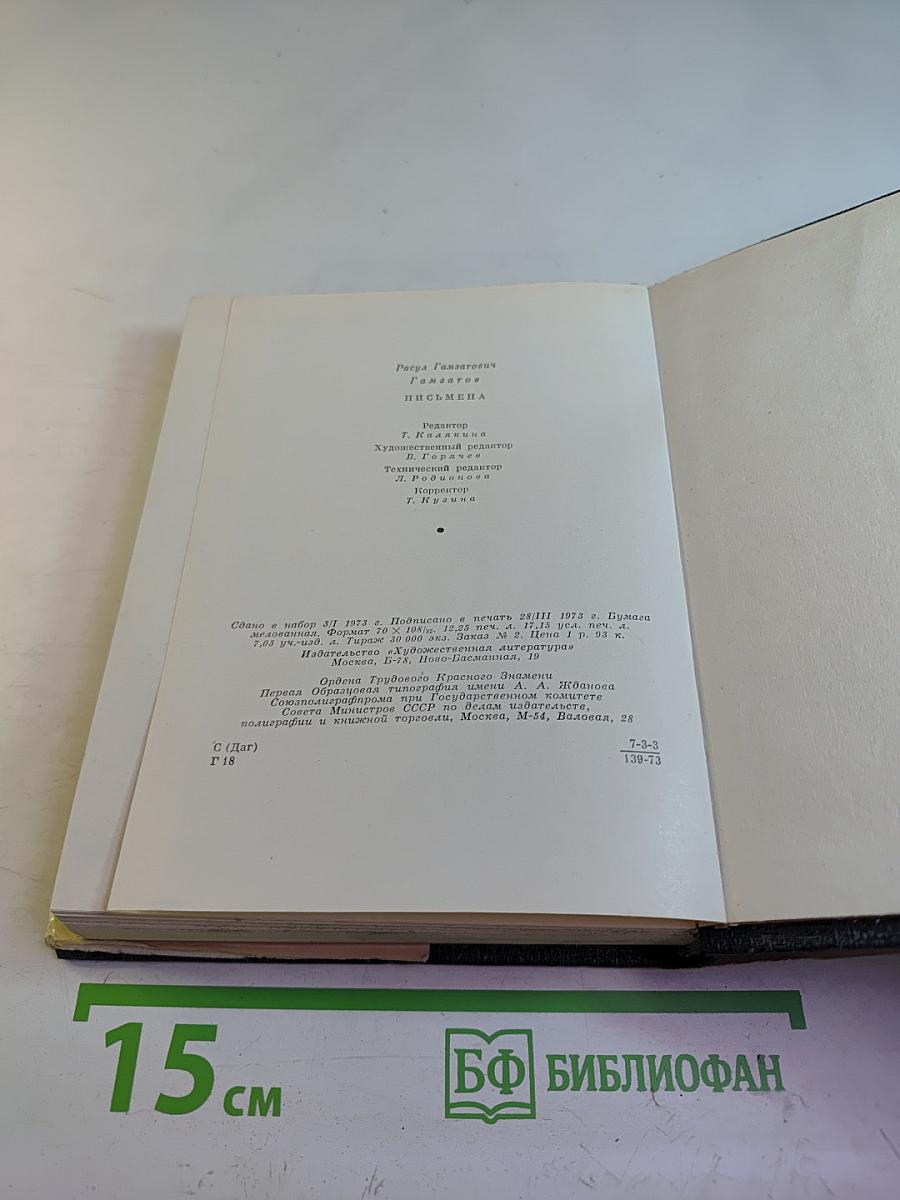 Расул Гамзатович
Гамзатов
ПИСЬМЕНА
Редактор
Т. Калякина
Художественный редактор
В. Горячев
Технический редактор
Л. Родионова
Корректор
Т. Кузина
Сдано в набор 3/I 1973 г. Подписано в печать 28/III 1973 г. Бумага
мелованная. Формат 70 × 108/32. 12,25 печ. л. 17,15 усл. печ. л.
7,03 уч.-изд. л. Тираж 30 000 экз. Заказ № 2. Цена 1 р. 93 к.
Издательство «Художественная литература»
Москва, Б-78, Ново-Басманная, 19
Ордена Трудового Красного Знамени
Первая Образцовая типография имени А. А. Жданова
Союзполиграфпрома при Государственном комитете
Совета Министров СССР по делам издательств,
полиграфии и книжной торговли, Москва, М-54, Валовая, 28
С (Даг)
Г 18
7-3-3
139-73
15 см
БФ БИБЛИОФАН